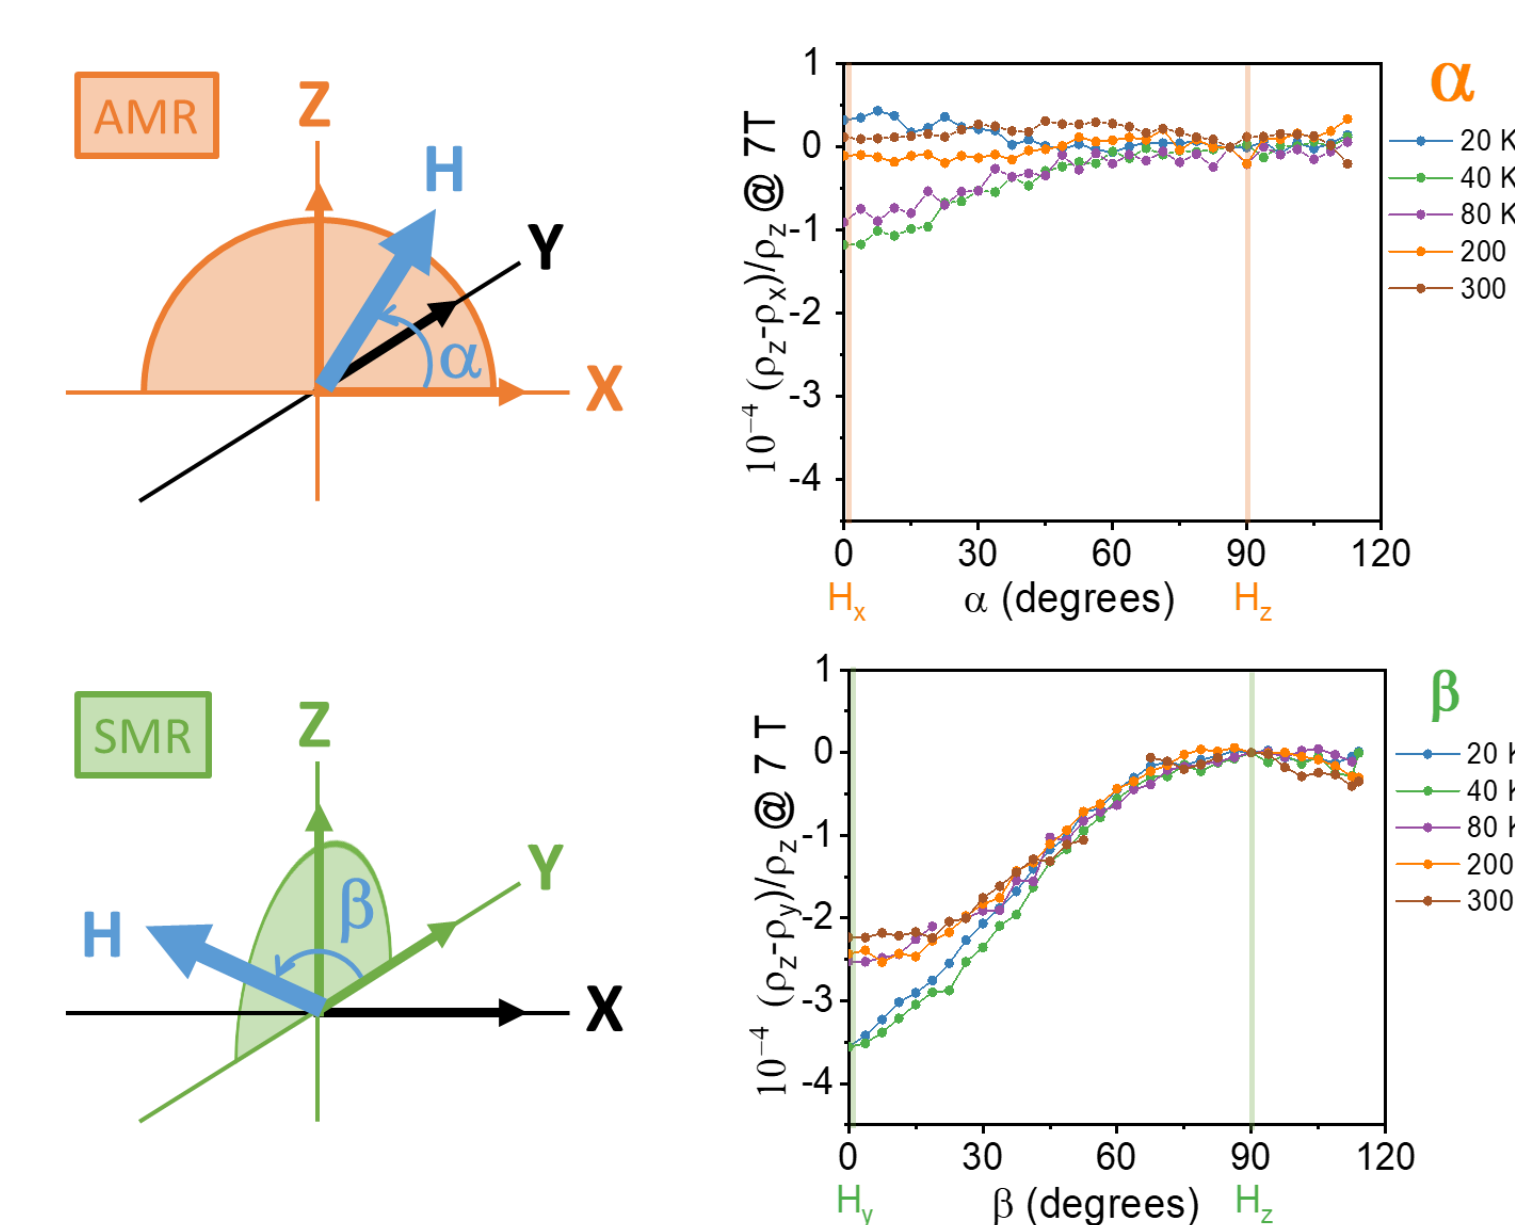 AMR
Z
H
Y
α
X
10⁻⁴ (ρz-ρx)/ρz @ 7T
1
0
-1
-2
-3
-4
0 30 60 90 120
Hx α (degrees) Hz
α
20 K
40 K
80 K
200
300
SMR
Z
Y
β
H
X
10⁻⁴ (ρz-ρy)/ρz @ 7 T
1
0
-1
-2
-3
-4
0 30 60 90 120
Hy β (degrees) Hz
β
20 K
40 K
80 K
200
300